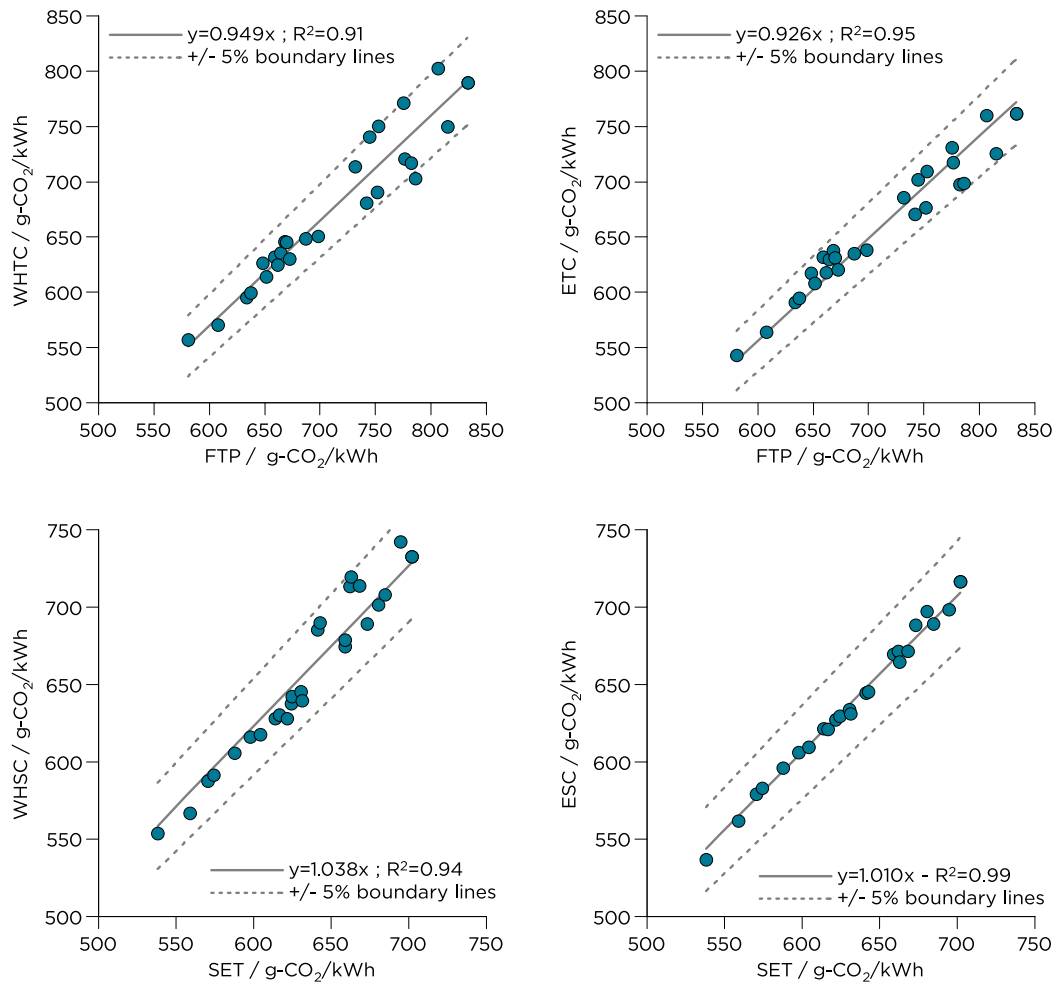 850
800
750
700
650
600
550
500
WHTC / g-CO₂/kWh
y=0.949x ; R²=0.91
+/- 5% boundary lines
500 550 600 650 700 750 800 850
FTP / g-CO₂/kWh
850
800
750
700
650
600
550
500
ETC / g-CO₂/kWh
y=0.926x ; R²=0.95
+/- 5% boundary lines
500 550 600 650 700 750 800 850
FTP / g-CO₂/kWh
750
700
650
600
550
500
WHSC / g-CO₂/kWh
y=1.038x ; R²=0.94
+/- 5% boundary lines
500 550 600 650 700 750
SET / g-CO₂/kWh
750
700
650
600
550
500
ESC / g-CO₂/kWh
y=1.010x - R²=0.99
+/- 5% boundary lines
500 550 600 650 700 750
SET / g-CO₂/kWh